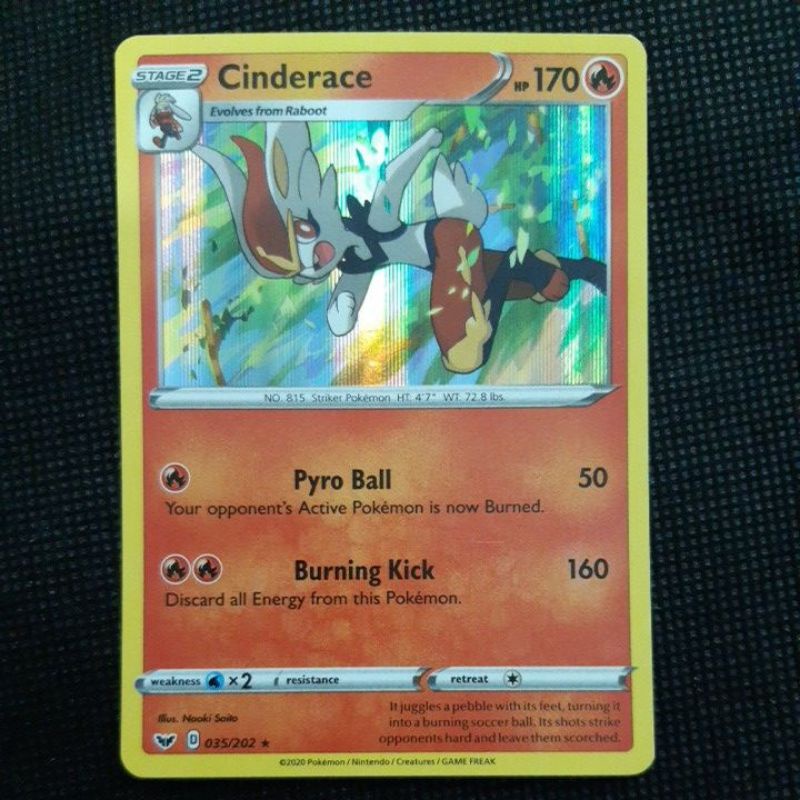 STAGE2 Cinderace HP 170
Evolves from Raboot
NO. 815 Striker Pokémon HT. 4'7" WT. 72.8 lbs.
Pyro Ball 50
Your opponent's Active Pokémon is now Burned.
Burning Kick 160
Discard all Energy from this Pokémon.
weakness ×2 resistance retreat
It juggles a pebble with its feet, turning it
into a burning soccer ball. Its shots strike
opponents hard and leave them scorched.
Illus. Naoki Saito
D 035/202 ★
©2020 Pokémon / Nintendo / Creatures / GAME FREAK